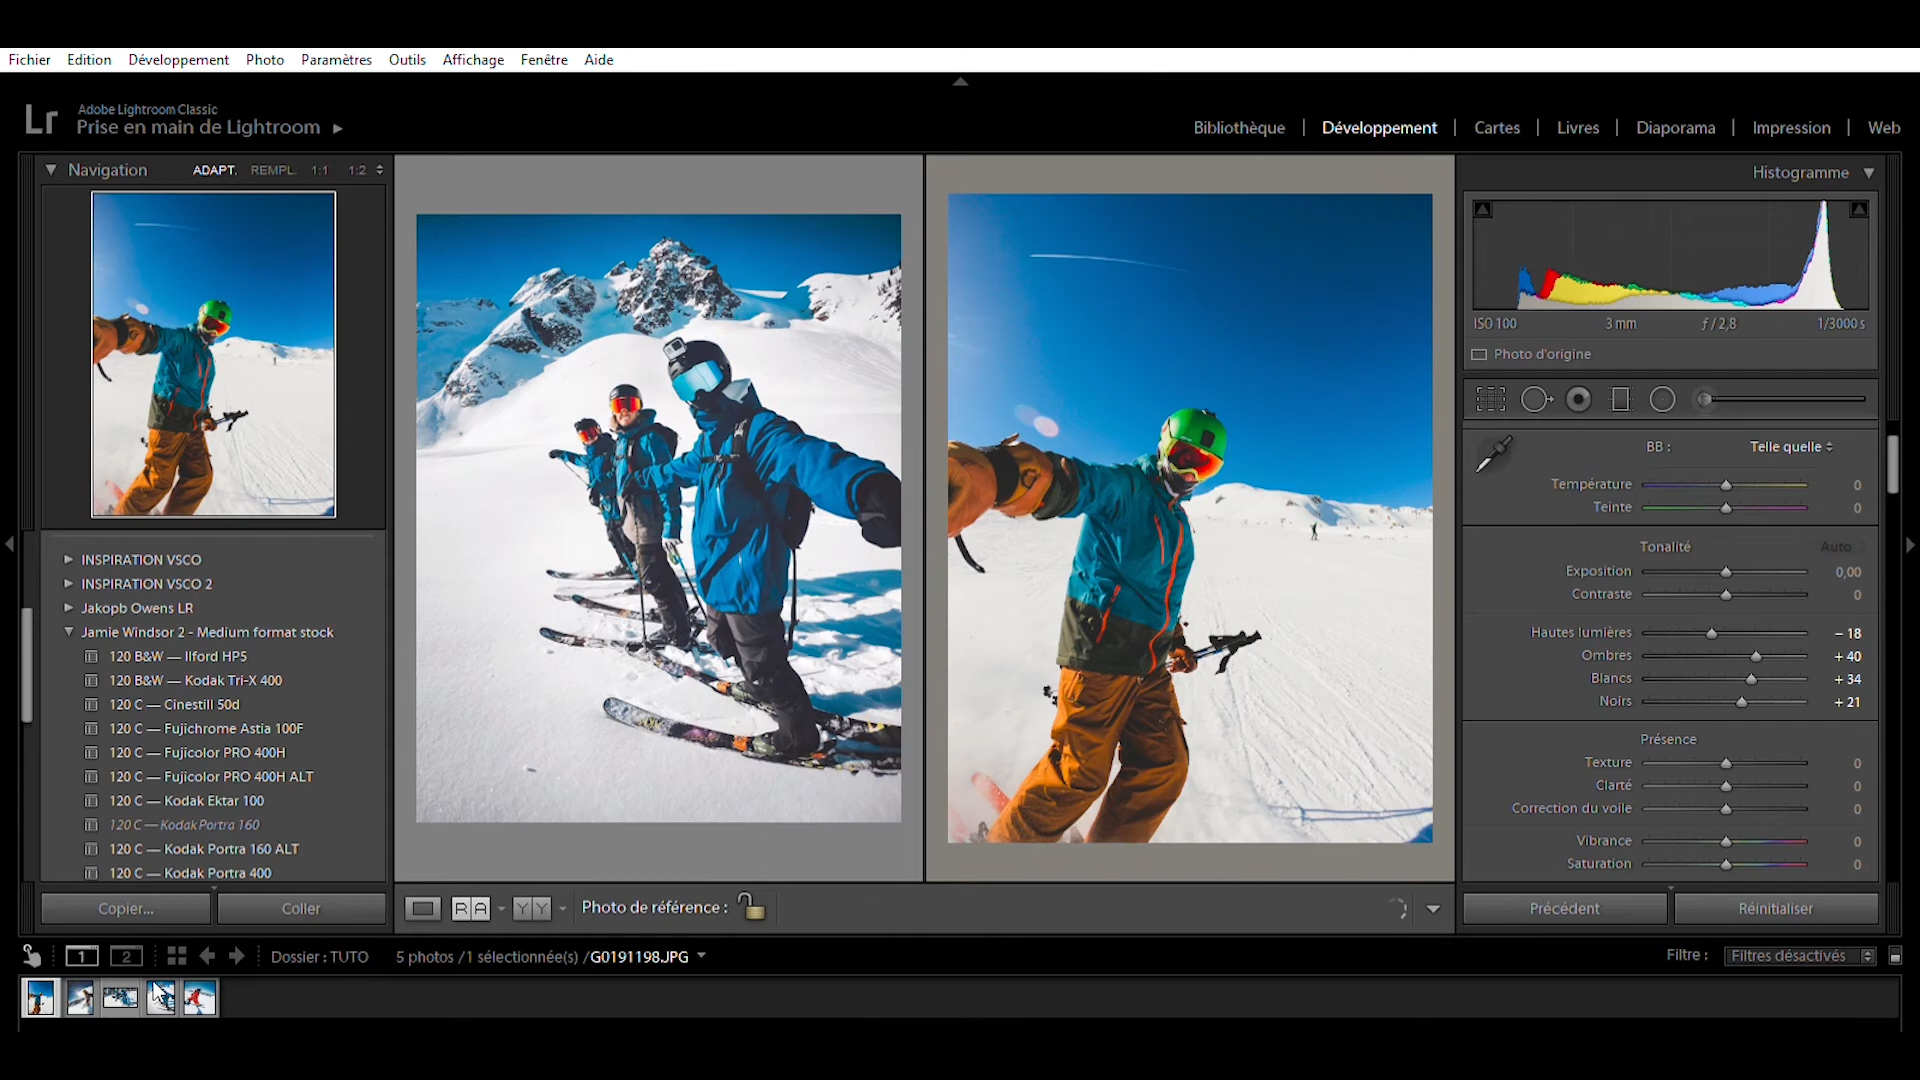 Fichier Edition Développement Photo Paramètres Outils Affichage Fenêtre Aide
Lr
Adobe Lightroom Classic
Prise en main de Lightroom
Bibliothèque | Développement | Cartes | Livres | Diaporama | Impression | Web
Navigation ADAPT. REMPL. 1:1 1:2
INSPIRATION VSCO
INSPIRATION VSCO 2
Jakopb Owens LR
Jamie Windsor 2 - Medium format stock
120 B&W — Ilford HP5
120 B&W — Kodak Tri-X 400
120 C — Cinestill 50d
120 C — Fujichrome Astia 100F
120 C — Fujicolor PRO 400H
120 C — Fujicolor PRO 400H ALT
120 C — Kodak Ektar 100
120 C — Kodak Portra 160
120 C — Kodak Portra 160 ALT
120 C — Kodak Portra 400
Copier... Coller
R A Y Y Photo de référence :
Histogramme
ISO 100 3 mm ƒ / 2,8 1/3000 s
Photo d'origine
BB : Telle quelle
Température 0
Teinte 0
Tonalité Auto
Exposition 0,00
Contraste 0
Hautes lumières – 18
Ombres + 40
Blancs + 34
Noirs + 21
Présence
Texture 0
Clarté 0
Correction du voile 0
Vibrance 0
Saturation 0
Précédent Réinitialiser
1 2 Dossier : TUTO 5 photos /1 sélectionnée(s) /G0191198.JPG Filtre : Filtres désactivés